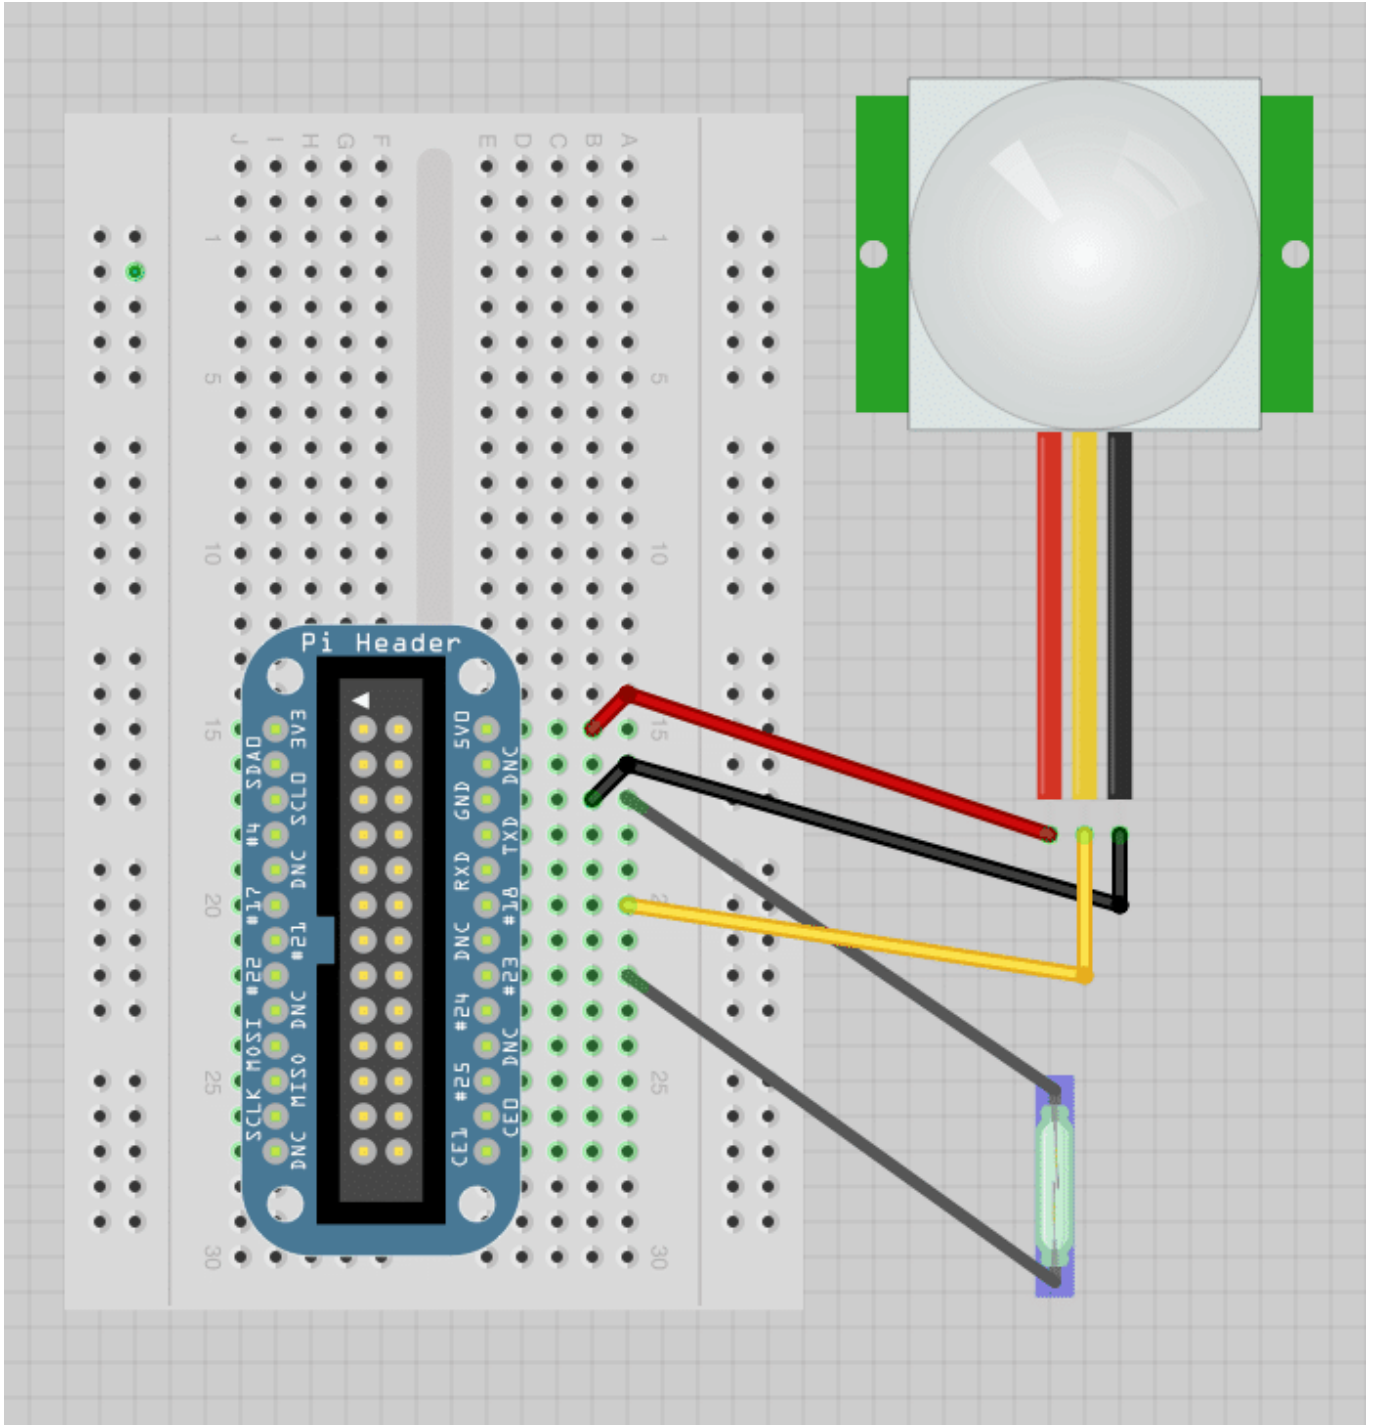 J I H G F E D C B A
1 1
5 5
10 10
Pi Header
15 15
20 2
25 25
30 30
3V3
SDA0
SCL0
#4
DNC
#17
#21
#22
DNC
MOSI
MISO
SCLK
DNC
5V0
DNC
GND
TXD
RXD
#18
DNC
#23
#24
DNC
#25
CE0
CE1